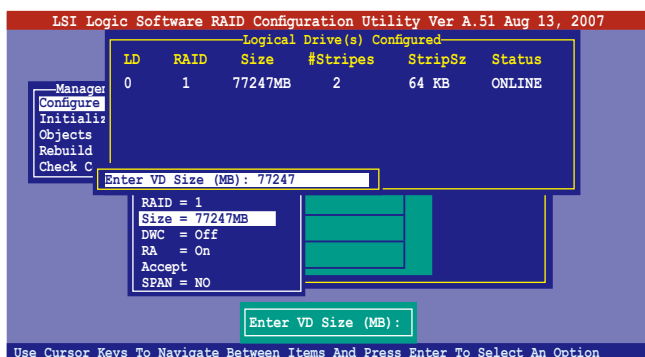 LSI Logic Software RAID Configuration Utility Ver A.51 Aug 13, 2007
Logical Drive(s) Configured
LD RAID Size #Stripes StripSz Status
0 1 77247MB 2 64 KB ONLINE
Configure
Objects
Rebuild
Check C
Enter VD Size (MB): 77247
RAID = 1
Size = 77247MB
DWC = Off
RA = On
Accept
SPAN = NO
Enter VD Size (MB):
Use Cursor Keys To Navigate Between Items And Press Enter To Select An Option